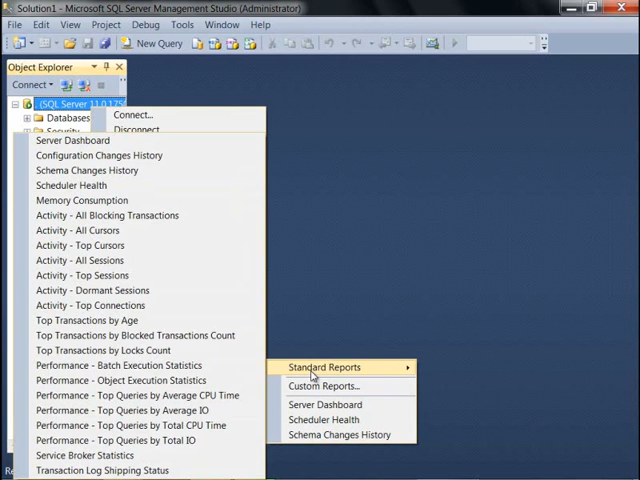 Solution1 - Microsoft SQL Server Management Studio (Administrator)
File Edit View Project Debug Tools Window Help
New Query
Object Explorer
Connect
(SQL Server 11.0.175
Databases
Security
Connect...
Disconnect
Server Dashboard
Configuration Changes History
Schema Changes History
Scheduler Health
Memory Consumption
Activity - All Blocking Transactions
Activity - All Cursors
Activity - Top Cursors
Activity - All Sessions
Activity - Top Sessions
Activity - Dormant Sessions
Activity - Top Connections
Top Transactions by Age
Top Transactions by Blocked Transactions Count
Top Transactions by Locks Count
Performance - Batch Execution Statistics
Performance - Object Execution Statistics
Performance - Top Queries by Average CPU Time
Performance - Top Queries by Average IO
Performance - Top Queries by Total CPU Time
Performance - Top Queries by Total IO
Service Broker Statistics
Transaction Log Shipping Status
Standard Reports
Custom Reports...
Server Dashboard
Scheduler Health
Schema Changes History